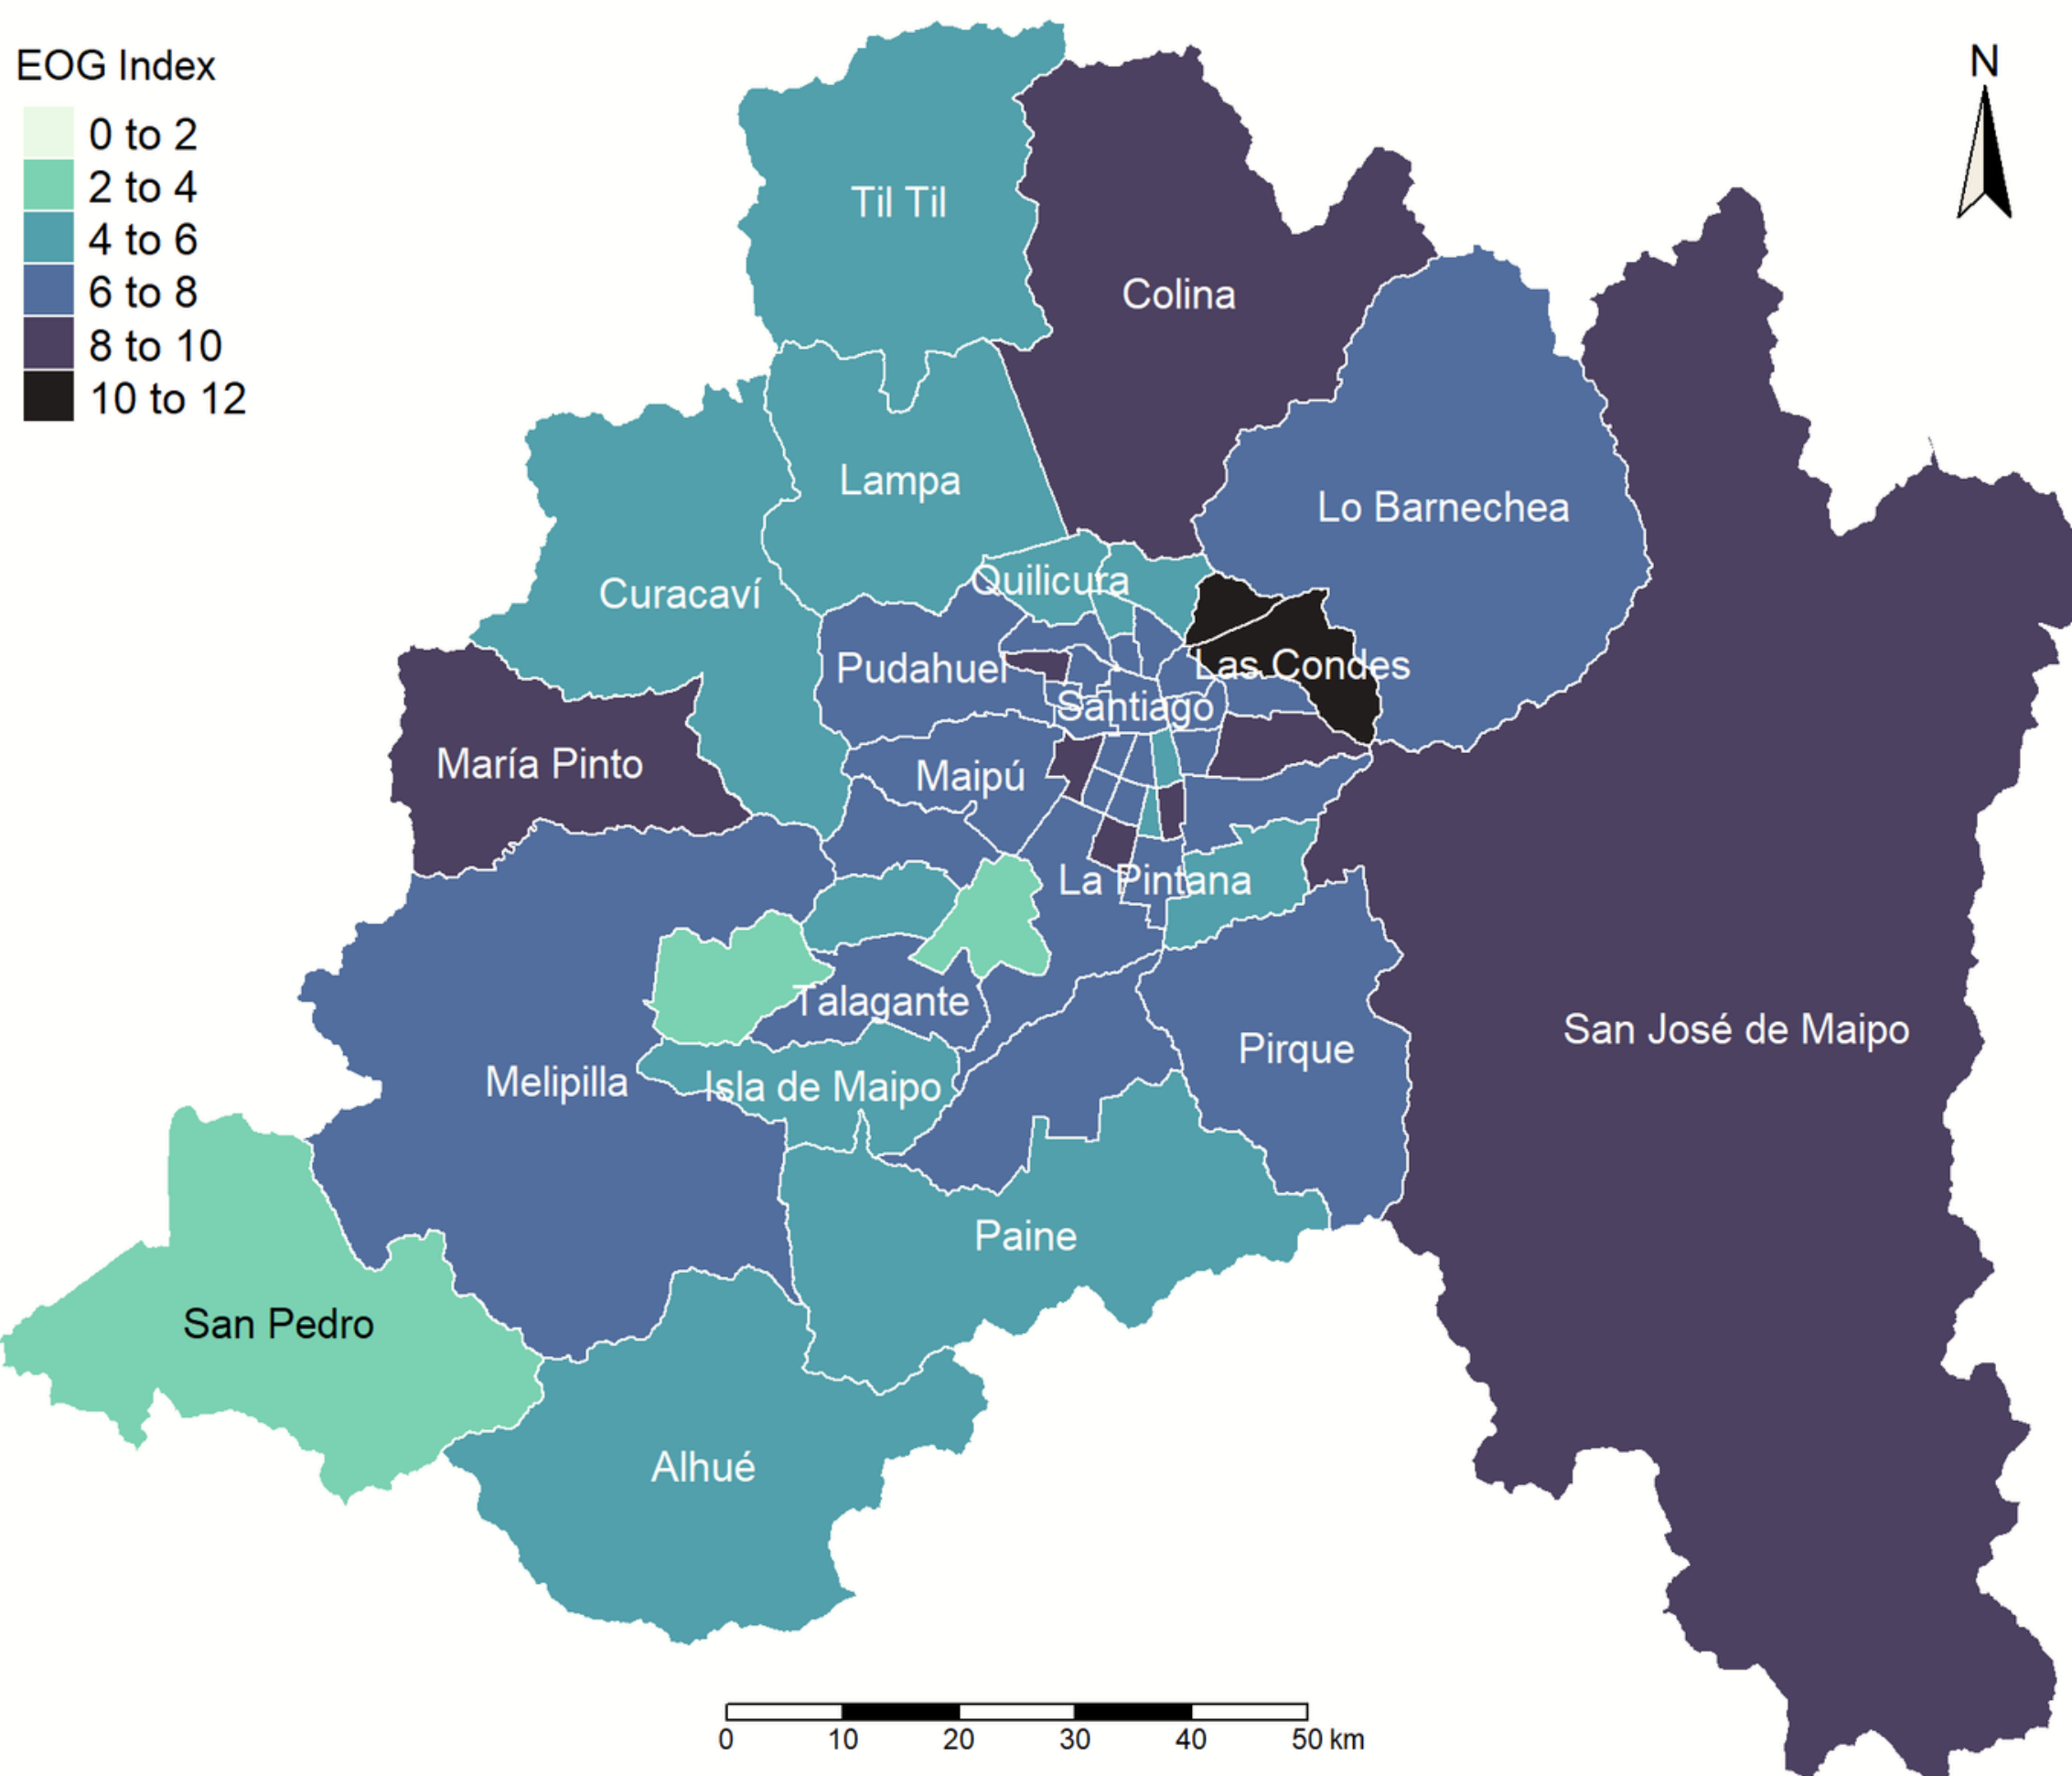 EOG Index
0 to 2
2 to 4
4 to 6
6 to 8
8 to 10
10 to 12
N
Til Til
Colina
Lampa
Lo Barnechea
Quilicura
Curacaví
Pudahuel
Las Condes
Santiago
María Pinto
Maipú
La Pintana
Talagante
San José de Maipo
Pirque
Melipilla
Isla de Maipo
Paine
San Pedro
Alhué
0 10 20 30 40 50 km